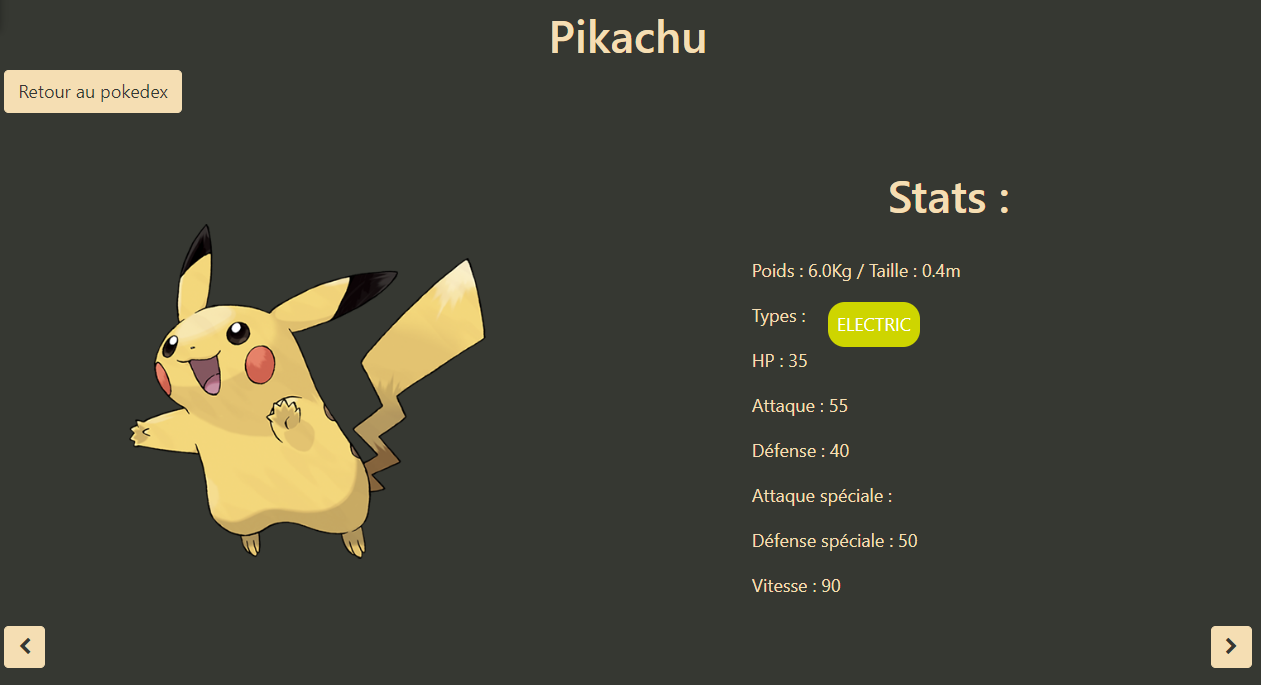 Pikachu
Retour au pokedex
Stats :
Poids : 6.0Kg / Taille : 0.4m
Types : ELECTRIC
HP : 35
Attaque : 55
Défense : 40
Attaque spéciale :
Défense spéciale : 50
Vitesse : 90